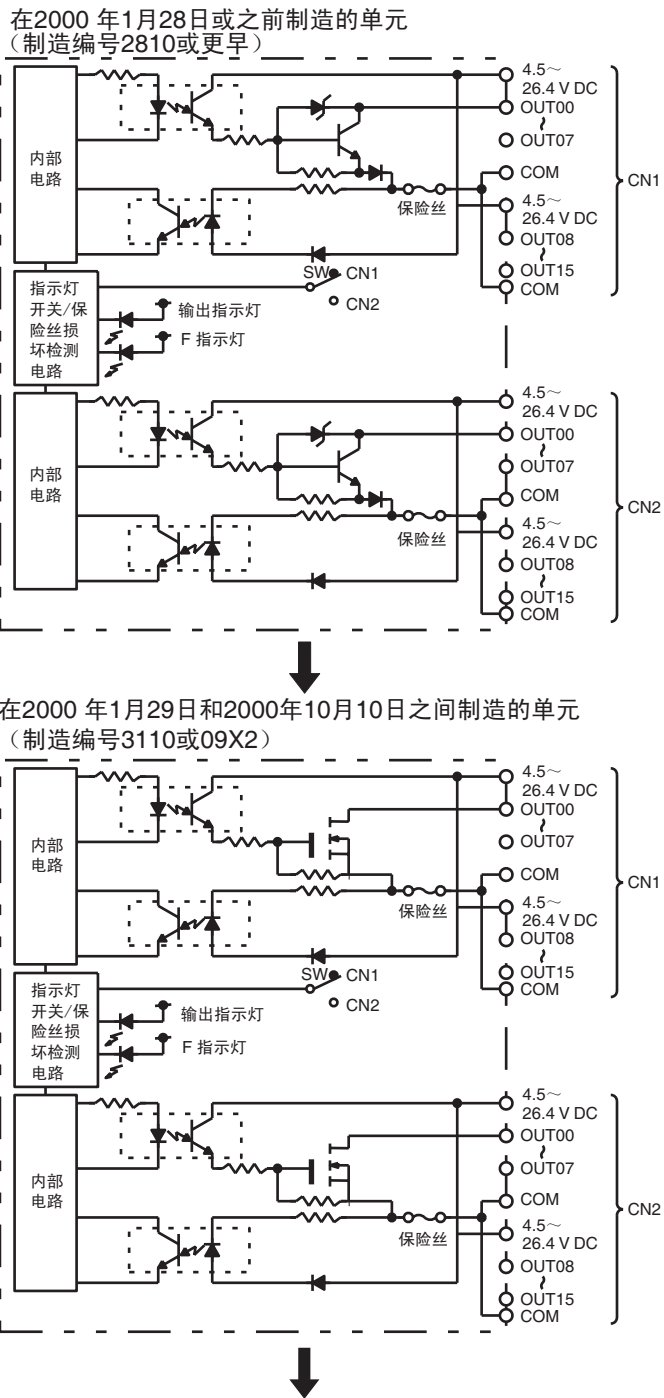 在2000 年1月28日或之前制造的单元
（制造编号2810或更早）
内部
电路
4.5～
26.4 V DC
OUT00
~
OUT07
COM
4.5～
26.4 V DC
OUT08
~
OUT15
COM
CN1
保险丝
指示灯
开关/保
险丝损
坏检测
电路
SW
CN1
CN2
输出指示灯
F 指示灯
内部
电路
4.5～
26.4 V DC
OUT00
~
OUT07
COM
4.5～
26.4 V DC
OUT08
~
OUT15
COM
CN2
保险丝
在2000 年1月29日和2000年10月10日之间制造的单元
（制造编号3110或09X2）
内部
电路
4.5～
26.4 V DC
OUT00
~
OUT07
COM
4.5～
26.4 V DC
OUT08
~
OUT15
COM
CN1
保险丝
指示灯
开关/保
险丝损
坏检测
电路
SW
CN1
CN2
输出指示灯
F 指示灯
内部
电路
4.5～
26.4 V DC
OUT00
~
OUT07
COM
4.5～
26.4 V DC
OUT08
~
OUT15
COM
CN2
保险丝